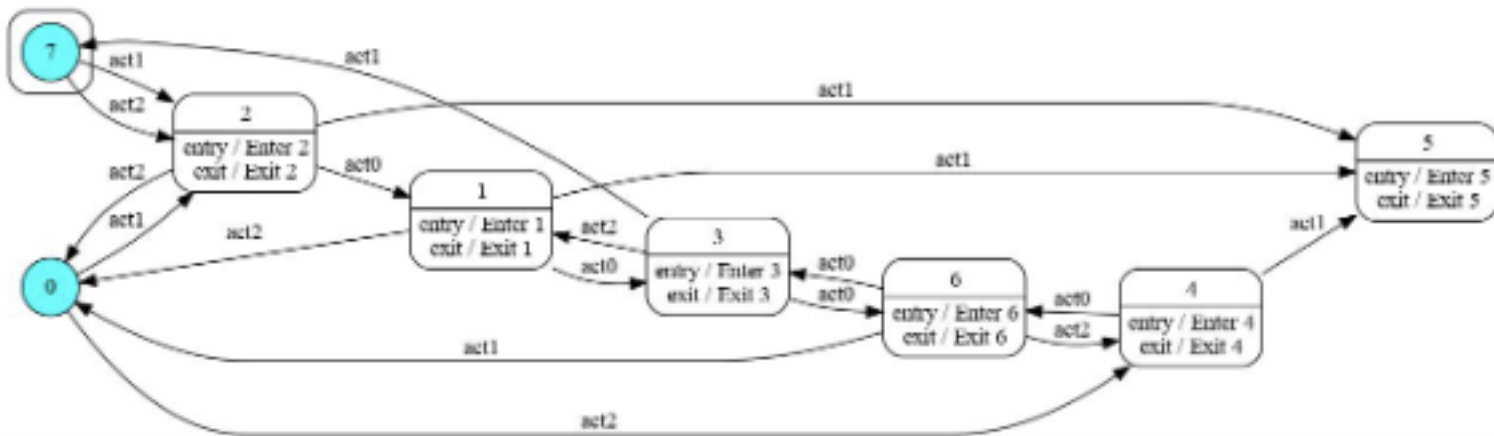 7
act1
act1
act2
2
entry / Enter 2
exit / Exit 2
act1
act0
act2
act1
0
act2
1
entry / Enter 1
exit / Exit 1
act1
act2
act0
3
entry / Enter 3
exit / Exit 3
act0
act0
6
entry / Enter 6
exit / Exit 6
act0
act2
4
entry / Enter 4
exit / Exit 4
act1
5
entry / Enter 5
exit / Exit 5
act1
act2